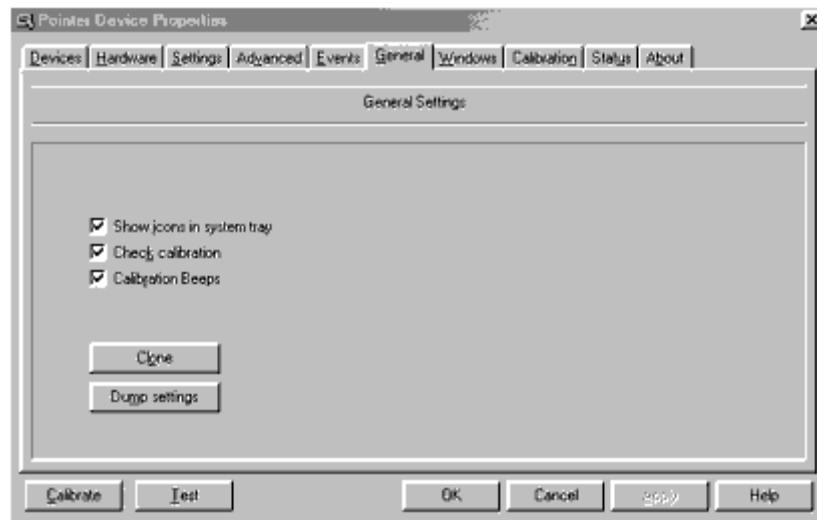 Pointer Device Properties
Devices Hardware Settings Advanced Events General Windows Calibration Status About
General Settings
Show icons in system tray
Check calibration
Calibration Beeps
Clone
Dump settings
Calibrate Test OK Cancel Apply Help